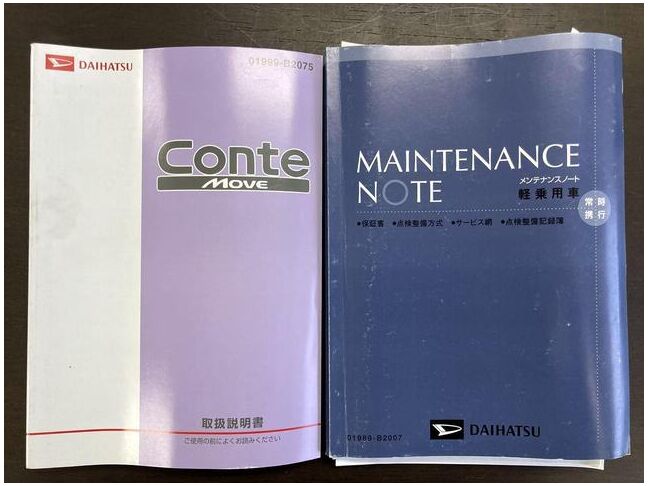 DAIHATSU
01999-B2075
Conte
MOVE
取扱説明書
ご使用の前によくお読みください
MAINTENANCE
NOTE
メンテナンスノート
軽乗用車
常時
携行
●保証書 ●点検整備方式 ●サービス網 ●点検整備記録簿
DAIHATSU
01989-B2007